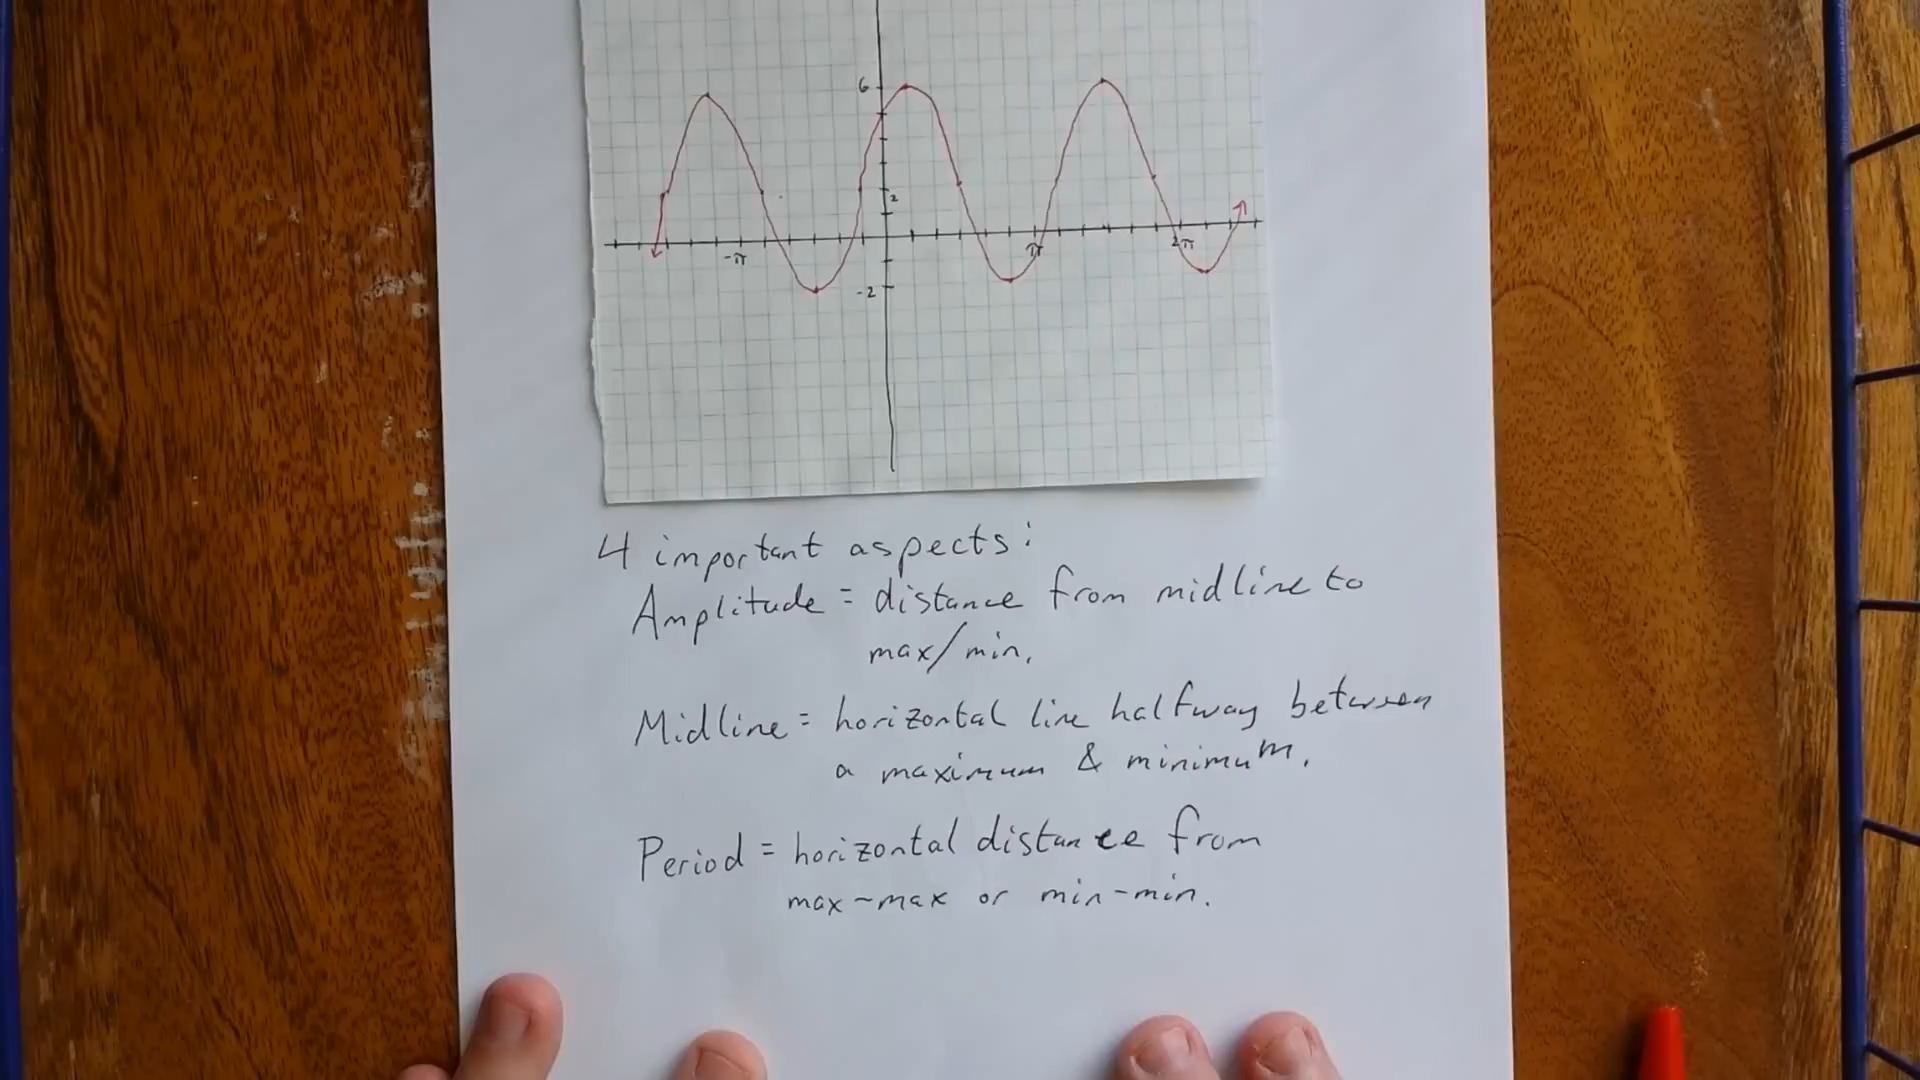 6
2
-π
π
2π
-2
4 important aspects:
Amplitude = distance from midline to
max/min.
Midline = horizontal line halfway between
a maximum & minimum.
Period = horizontal distance from
max-max or min-min.